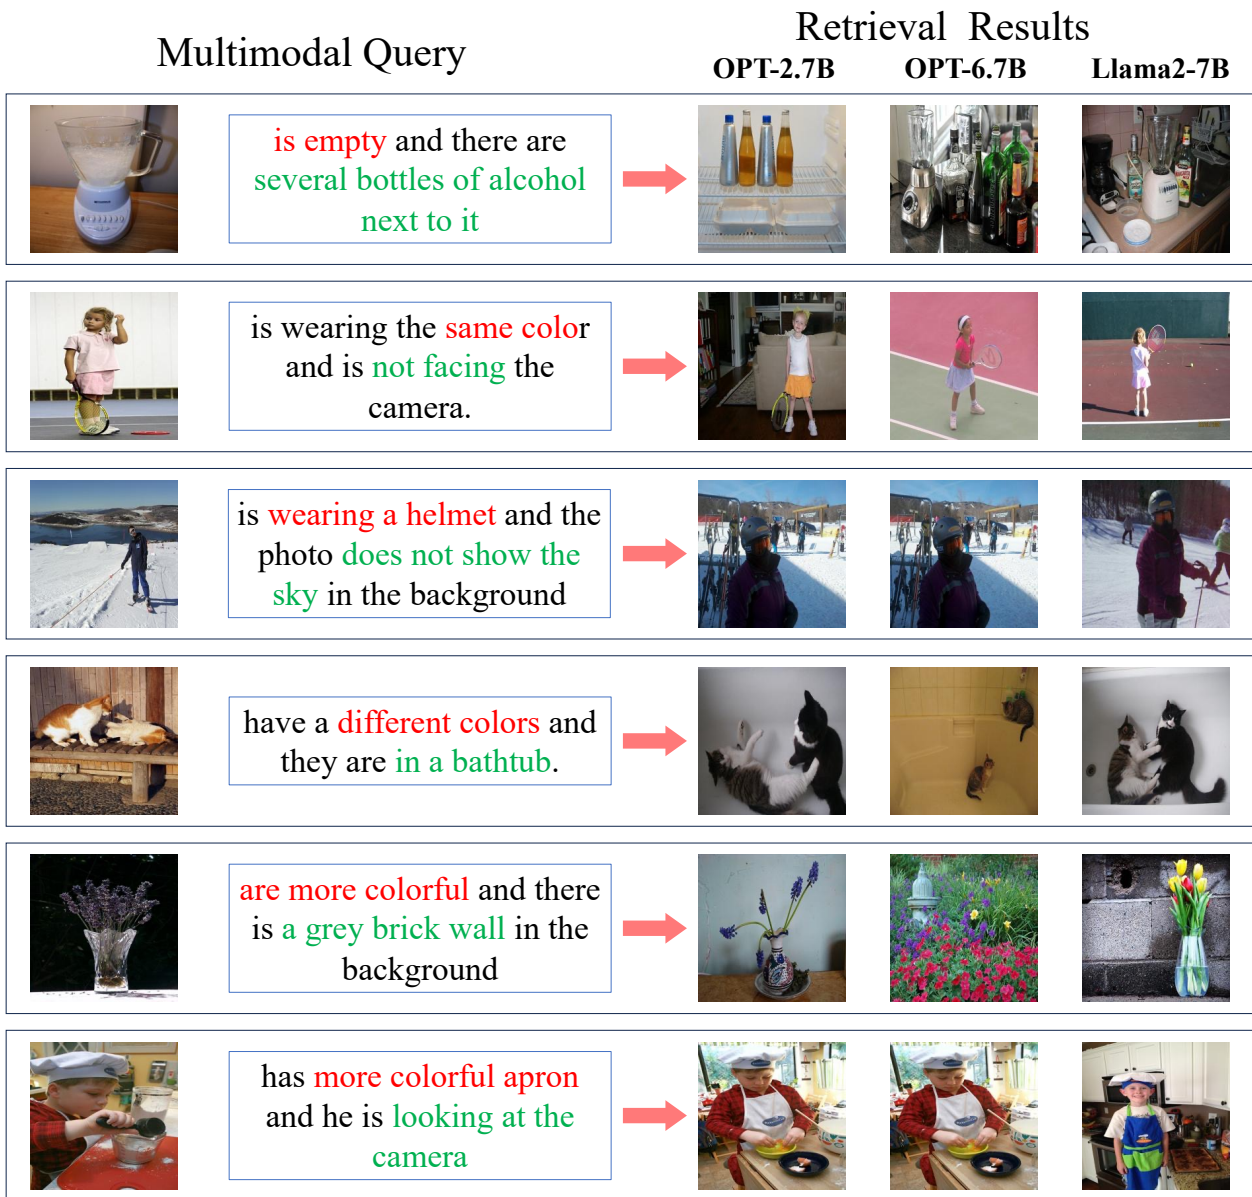 Multimodal Query
Retrieval Results
OPT-2.7B OPT-6.7B Llama2-7B
is empty and there are
several bottles of alcohol
next to it
is wearing the same color
and is not facing the
camera.
is wearing a helmet and the
photo does not show the
sky in the background
have a different colors and
they are in a bathtub.
are more colorful and there
is a grey brick wall in the
background
has more colorful apron
and he is looking at the
camera